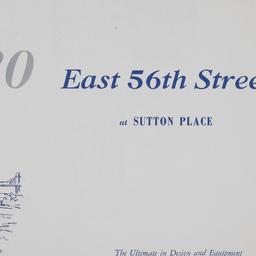 East 56th Stree
at SUTTON PLACE
The Ultimate in Design and Equipment